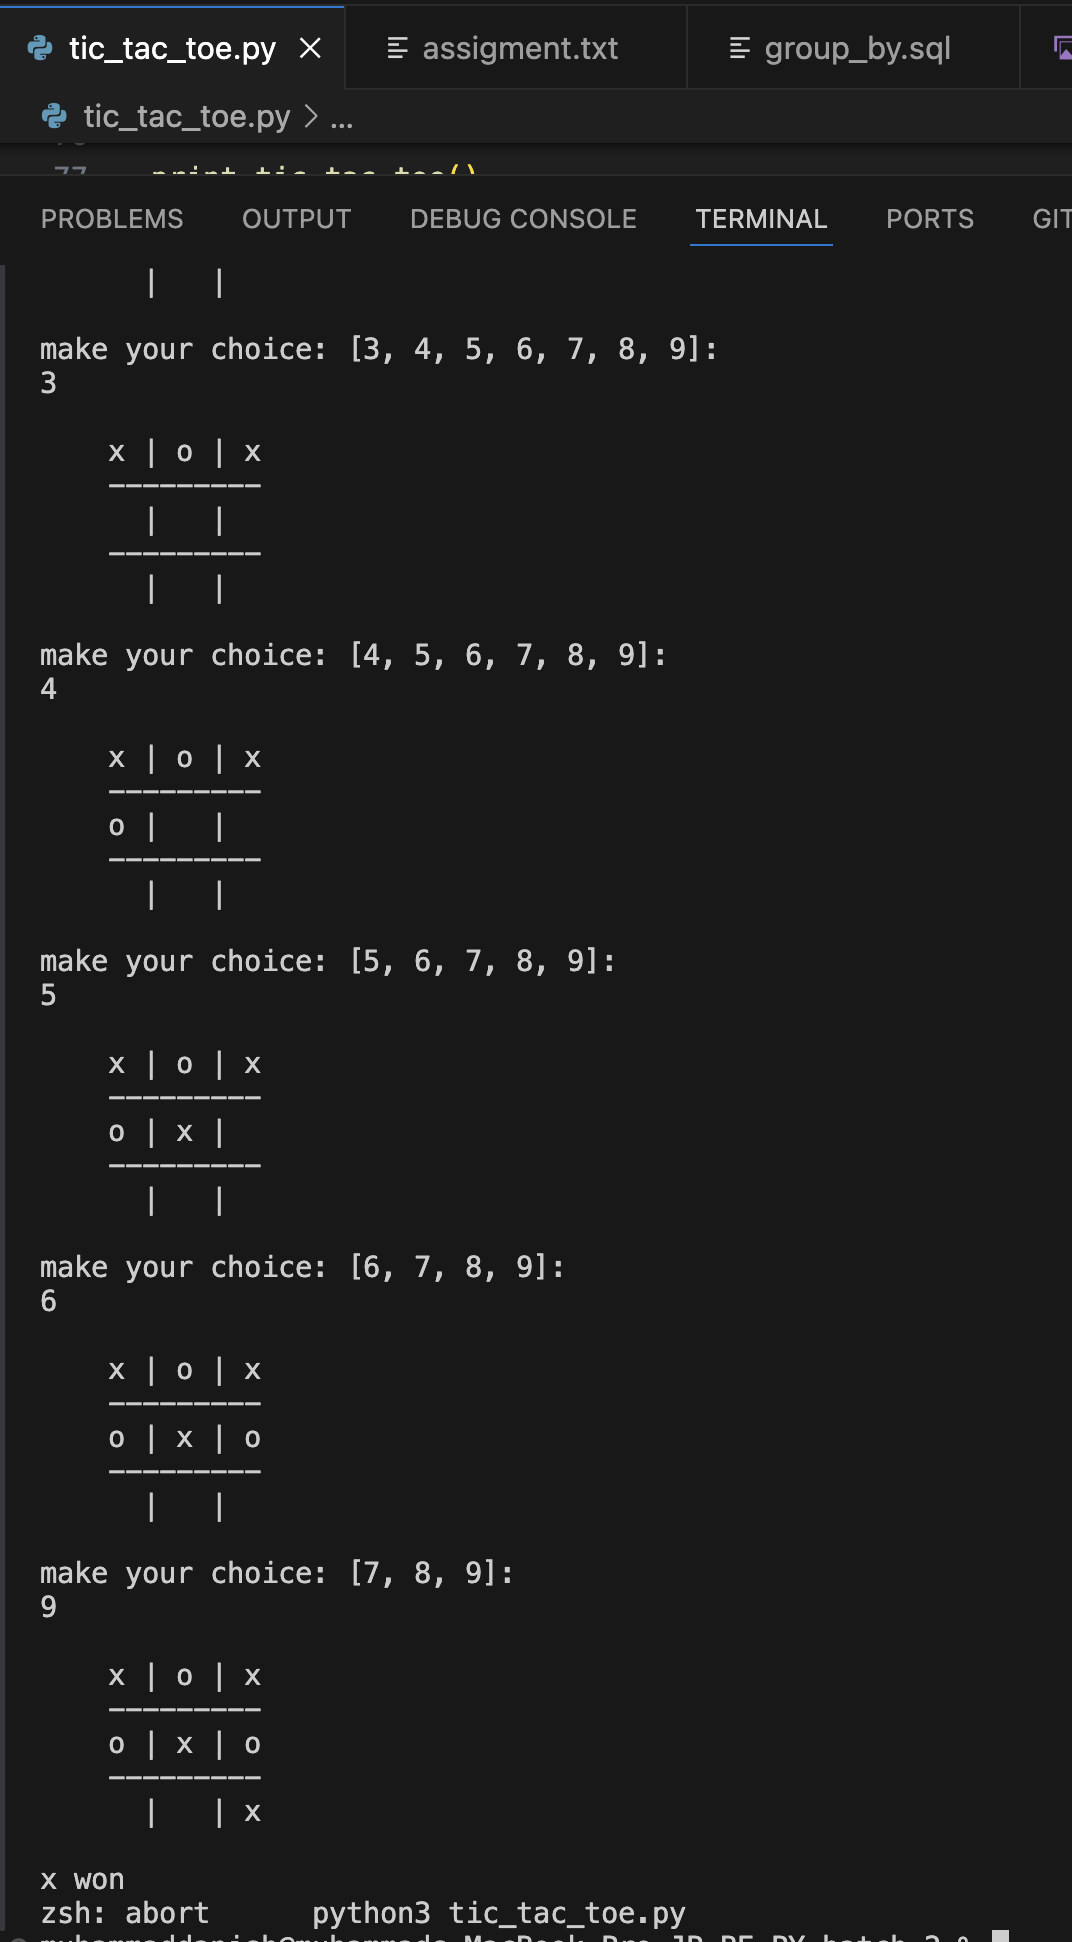 tic_tac_toe.py × assigment.txt group_by.sql
tic_tac_toe.py > ...
77 print_tic_tac_toe()
PROBLEMS OUTPUT DEBUG CONSOLE TERMINAL PORTS GIT
| |
make your choice: [3, 4, 5, 6, 7, 8, 9]:
3
x | o | x
---------
| |
---------
| |
make your choice: [4, 5, 6, 7, 8, 9]:
4
x | o | x
---------
o | |
---------
| |
make your choice: [5, 6, 7, 8, 9]:
5
x | o | x
---------
o | x |
---------
| |
make your choice: [6, 7, 8, 9]:
6
x | o | x
---------
o | x | o
---------
| |
make your choice: [7, 8, 9]:
9
x | o | x
---------
o | x | o
---------
| | x
x won
zsh: abort python3 tic_tac_toe.py